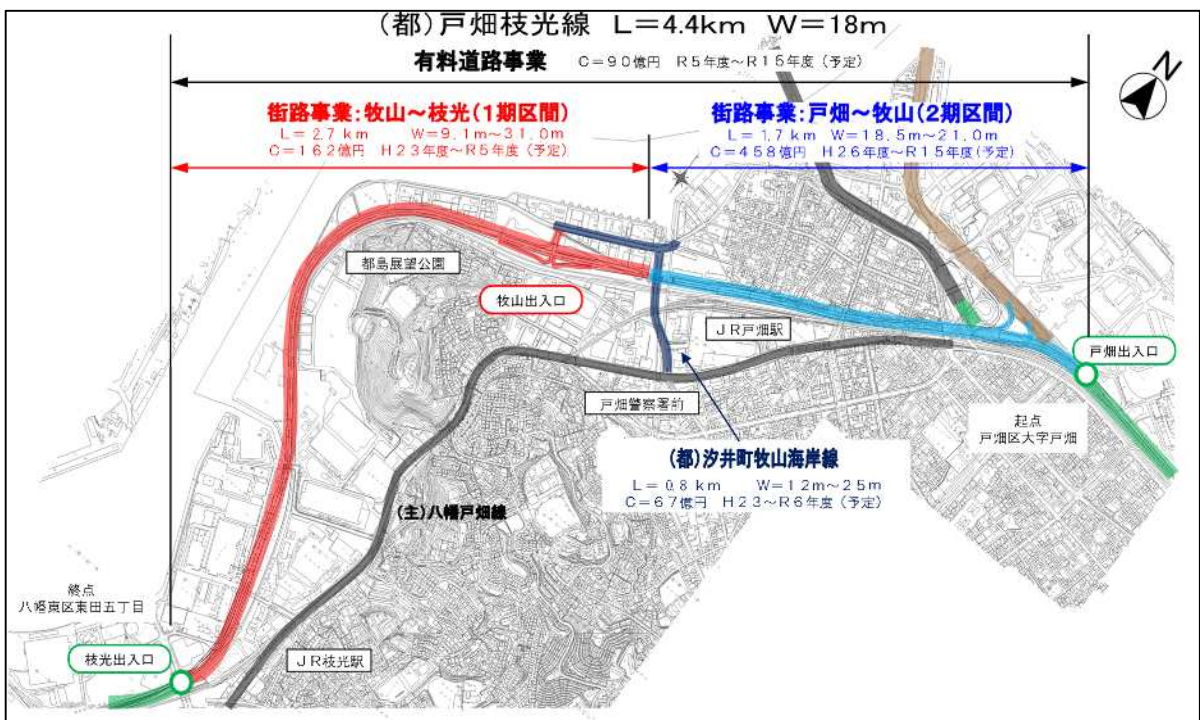 (都)戸畑枝光線 L=4.4km W=18m
有料道路事業 C=90億円 R5年度～R15年度(予定)
N
街路事業:牧山～枝光(1期区間)
L=2.7km W=9.1m～31.0m
C=162億円 H23年度～R5年度(予定)
街路事業:戸畑～牧山(2期区間)
L=1.7km W=18.5m～21.0m
C=458億円 H26年度～R15年度(予定)
都島展望公園
牧山出入口
JR戸畑駅
戸畑出入口
戸畑警察署前
起点
戸畑区大字戸畑
(都)汐井町牧山海岸線
L=0.8km W=12m～25m
C=67億円 H23～R6年度(予定)
(主)八幡戸畑線
終点
八幡東区東田五丁目
枝光出入口
JR枝光駅